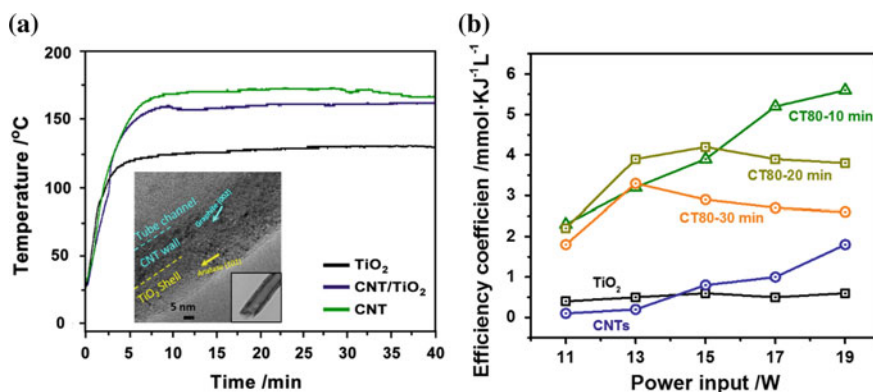 (a)
(b)
Temperature /°C
200
150
100
50
0
Tube channel
CNT wall
TiO2 Shell
Graphite (002)
5 nm
TiO2
CNT/TiO2
CNT
0 5 10 15 20 25 30 35 40
Time /min
Efficiency coefficien /mmol·KJ-1L-1
6
5
4
3
2
1
0
CT80-10 min
CT80-20 min
CT80-30 min
TiO2
CNTs
11 13 15 17 19
Power input /W